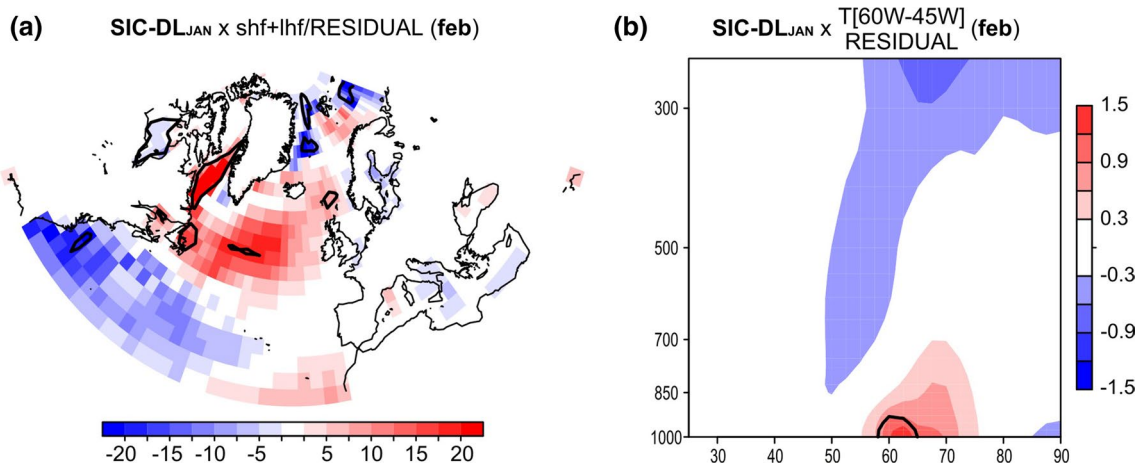 (a) SIC-DLJAN x shf+lhf/RESIDUAL (feb)
-20 -15 -10 -5 5 10 15 20
(b) SIC-DLJAN x T[60W-45W] (feb)
RESIDUAL
300
500
700
850
1000
30 40 50 60 70 80 90
1.5
0.9
0.3
-0.3
-0.9
-1.5